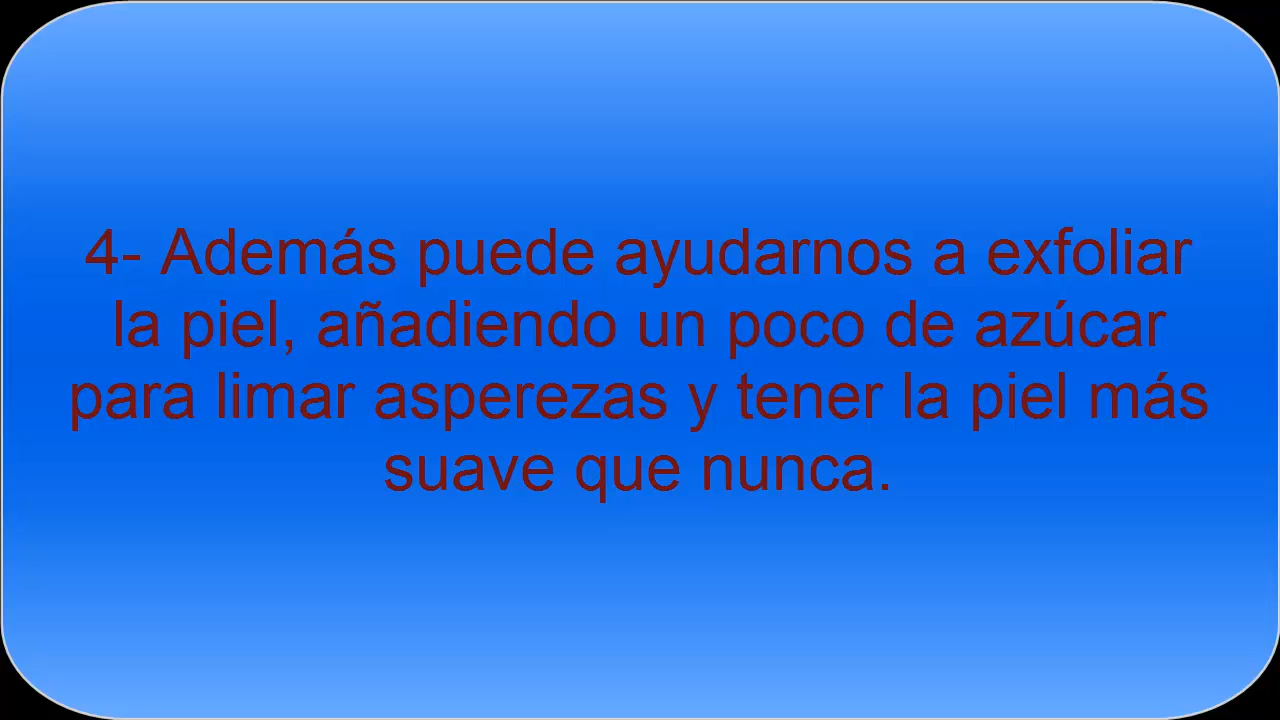 4- Además puede ayudarnos a exfoliar
la piel, añadiendo un poco de azúcar
para limar asperezas y tener la piel más
suave que nunca.